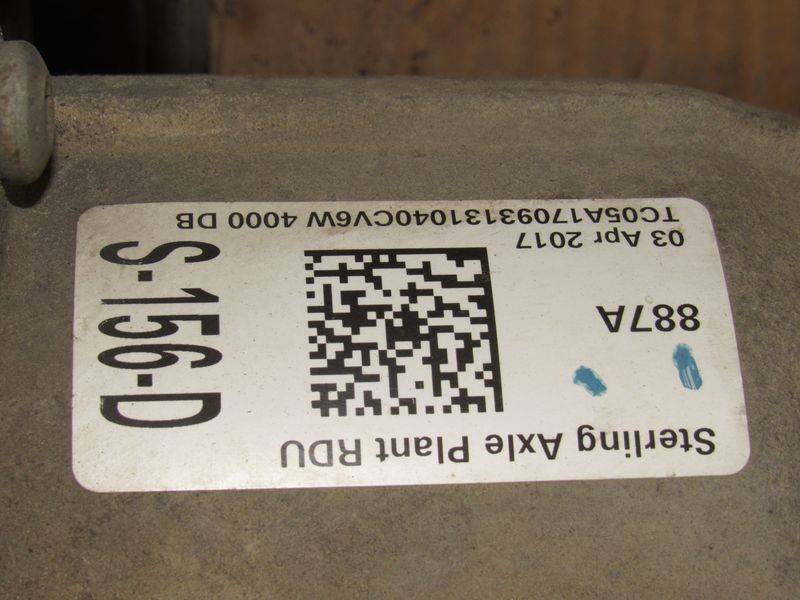 Sterling Axle Plant RDU
887A
03 Apr 2017
TC05A17093131040CV6W 4000 DB
S-156-D